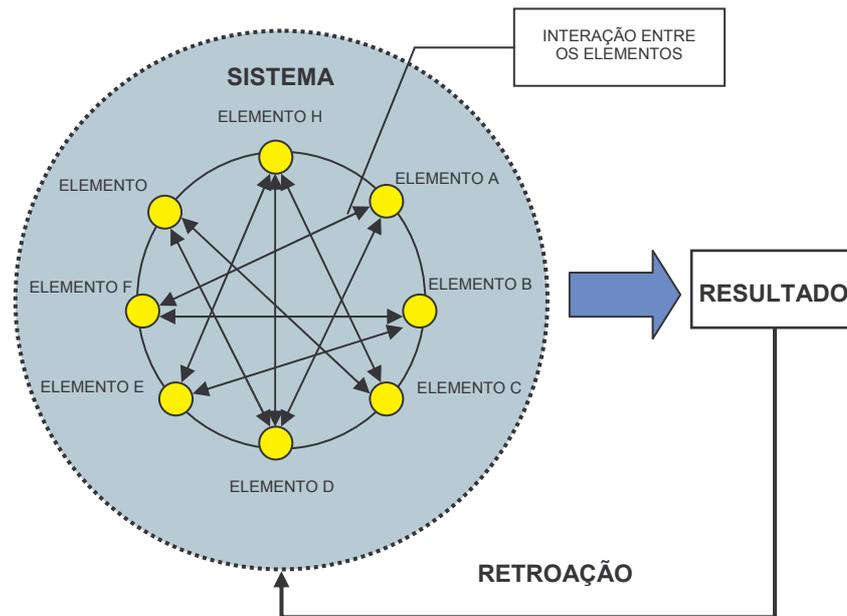 INTERAÇÃO ENTRE
OS ELEMENTOS
SISTEMA
ELEMENTO H
ELEMENTO
ELEMENTO A
ELEMENTO F
ELEMENTO B
RESULTADO
ELEMENTO E
ELEMENTO C
ELEMENTO D
RETROAÇÃO